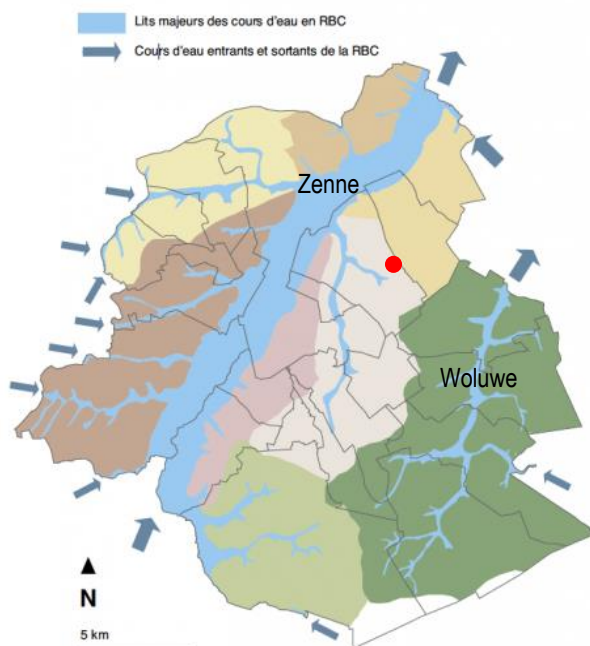 Lits majeurs des cours d'eau en RBC
Cours d'eau entrants et sortants de la RBC
Zenne
Woluwe
N
5 km